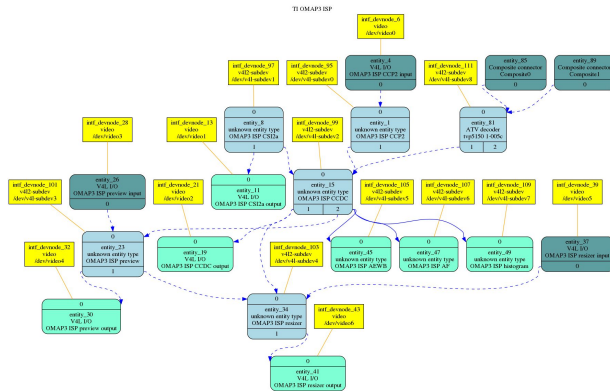 TI OMAP3 ISP
intf_devnode_6
video
/dev/video0
intf_devnode_97
v4l2-subdev
/dev/v4l-subdev1
intf_devnode_95
v4l2-subdev
/dev/v4l-subdev0
0
entity_4
V4L I/O
OMAP3 ISP CCP2 input
0
intf_devnode_111
v4l2-subdev
/dev/v4l-subdev8
entity_85
Composite connector
Composite0
0
entity_89
Composite connector
Composite1
0
intf_devnode_28
video
/dev/video3
intf_devnode_13
video
/dev/video1
0
entity_8
unknown entity type
OMAP3 ISP CSI2a
1
intf_devnode_99
v4l2-subdev
/dev/v4l-subdev2
0
entity_1
unknown entity type
OMAP3 ISP CCP2
1
0
entity_81
ATV decoder
tvp5150 1-005c
1
2
intf_devnode_101
v4l2-subdev
/dev/v4l-subdev3
0
entity_26
V4L I/O
OMAP3 ISP preview input
0
intf_devnode_21
video
/dev/video2
0
entity_11
V4L I/O
OMAP3 ISP CSI2a output
0
entity_15
unknown entity type
OMAP3 ISP CCDC
1
2
intf_devnode_105
v4l2-subdev
/dev/v4l-subdev5
intf_devnode_107
v4l2-subdev
/dev/v4l-subdev6
intf_devnode_109
v4l2-subdev
/dev/v4l-subdev7
intf_devnode_39
video
/dev/video5
intf_devnode_32
video
/dev/video4
0
entity_23
unknown entity type
OMAP3 ISP preview
1
0
entity_19
V4L I/O
OMAP3 ISP CCDC output
intf_devnode_103
v4l2-subdev
/dev/v4l-subdev4
0
entity_45
unknown entity type
OMAP3 ISP AEWB
0
entity_47
unknown entity type
OMAP3 ISP AF
0
entity_49
unknown entity type
OMAP3 ISP histogram
0
entity_37
V4L I/O
OMAP3 ISP resizer input
0
0
entity_30
V4L I/O
OMAP3 ISP preview output
0
entity_34
unknown entity type
OMAP3 ISP resizer
1
intf_devnode_43
video
/dev/video6
0
entity_41
V4L I/O
OMAP3 ISP resizer output